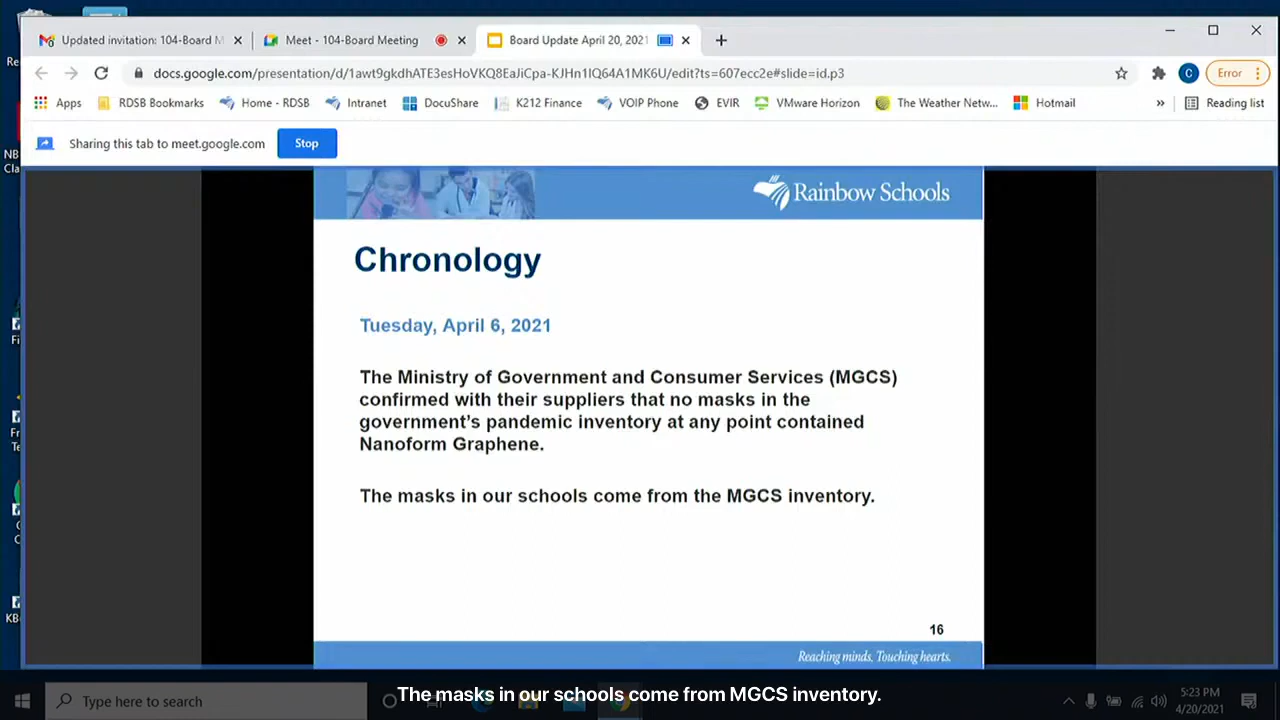 Updated invitation: 104-Board M
Meet - 104-Board Meeting
Board Update April 20, 2021
docs.google.com/presentation/d/1awt9gkdhATE3esHoVKQ8EaJiCpa-KJHn1IQ64A1MK6U/edit?ts=607ecc2e#slide=id.p3
C
Error
Apps
RDSB Bookmarks
Home - RDSB
Intranet
DocuShare
K212 Finance
VOIP Phone
EVIR
VMware Horizon
The Weather Netw...
Hotmail
»
Reading list
Sharing this tab to meet.google.com
Stop
Rainbow Schools
Chronology
Tuesday, April 6, 2021
The Ministry of Government and Consumer Services (MGCS)
confirmed with their suppliers that no masks in the
government's pandemic inventory at any point contained
Nanoform Graphene.
The masks in our schools come from the MGCS inventory.
16
Reaching minds. Touching hearts.
The masks in our schools come from MGCS inventory.
Type here to search
5:23 PM
4/20/2021